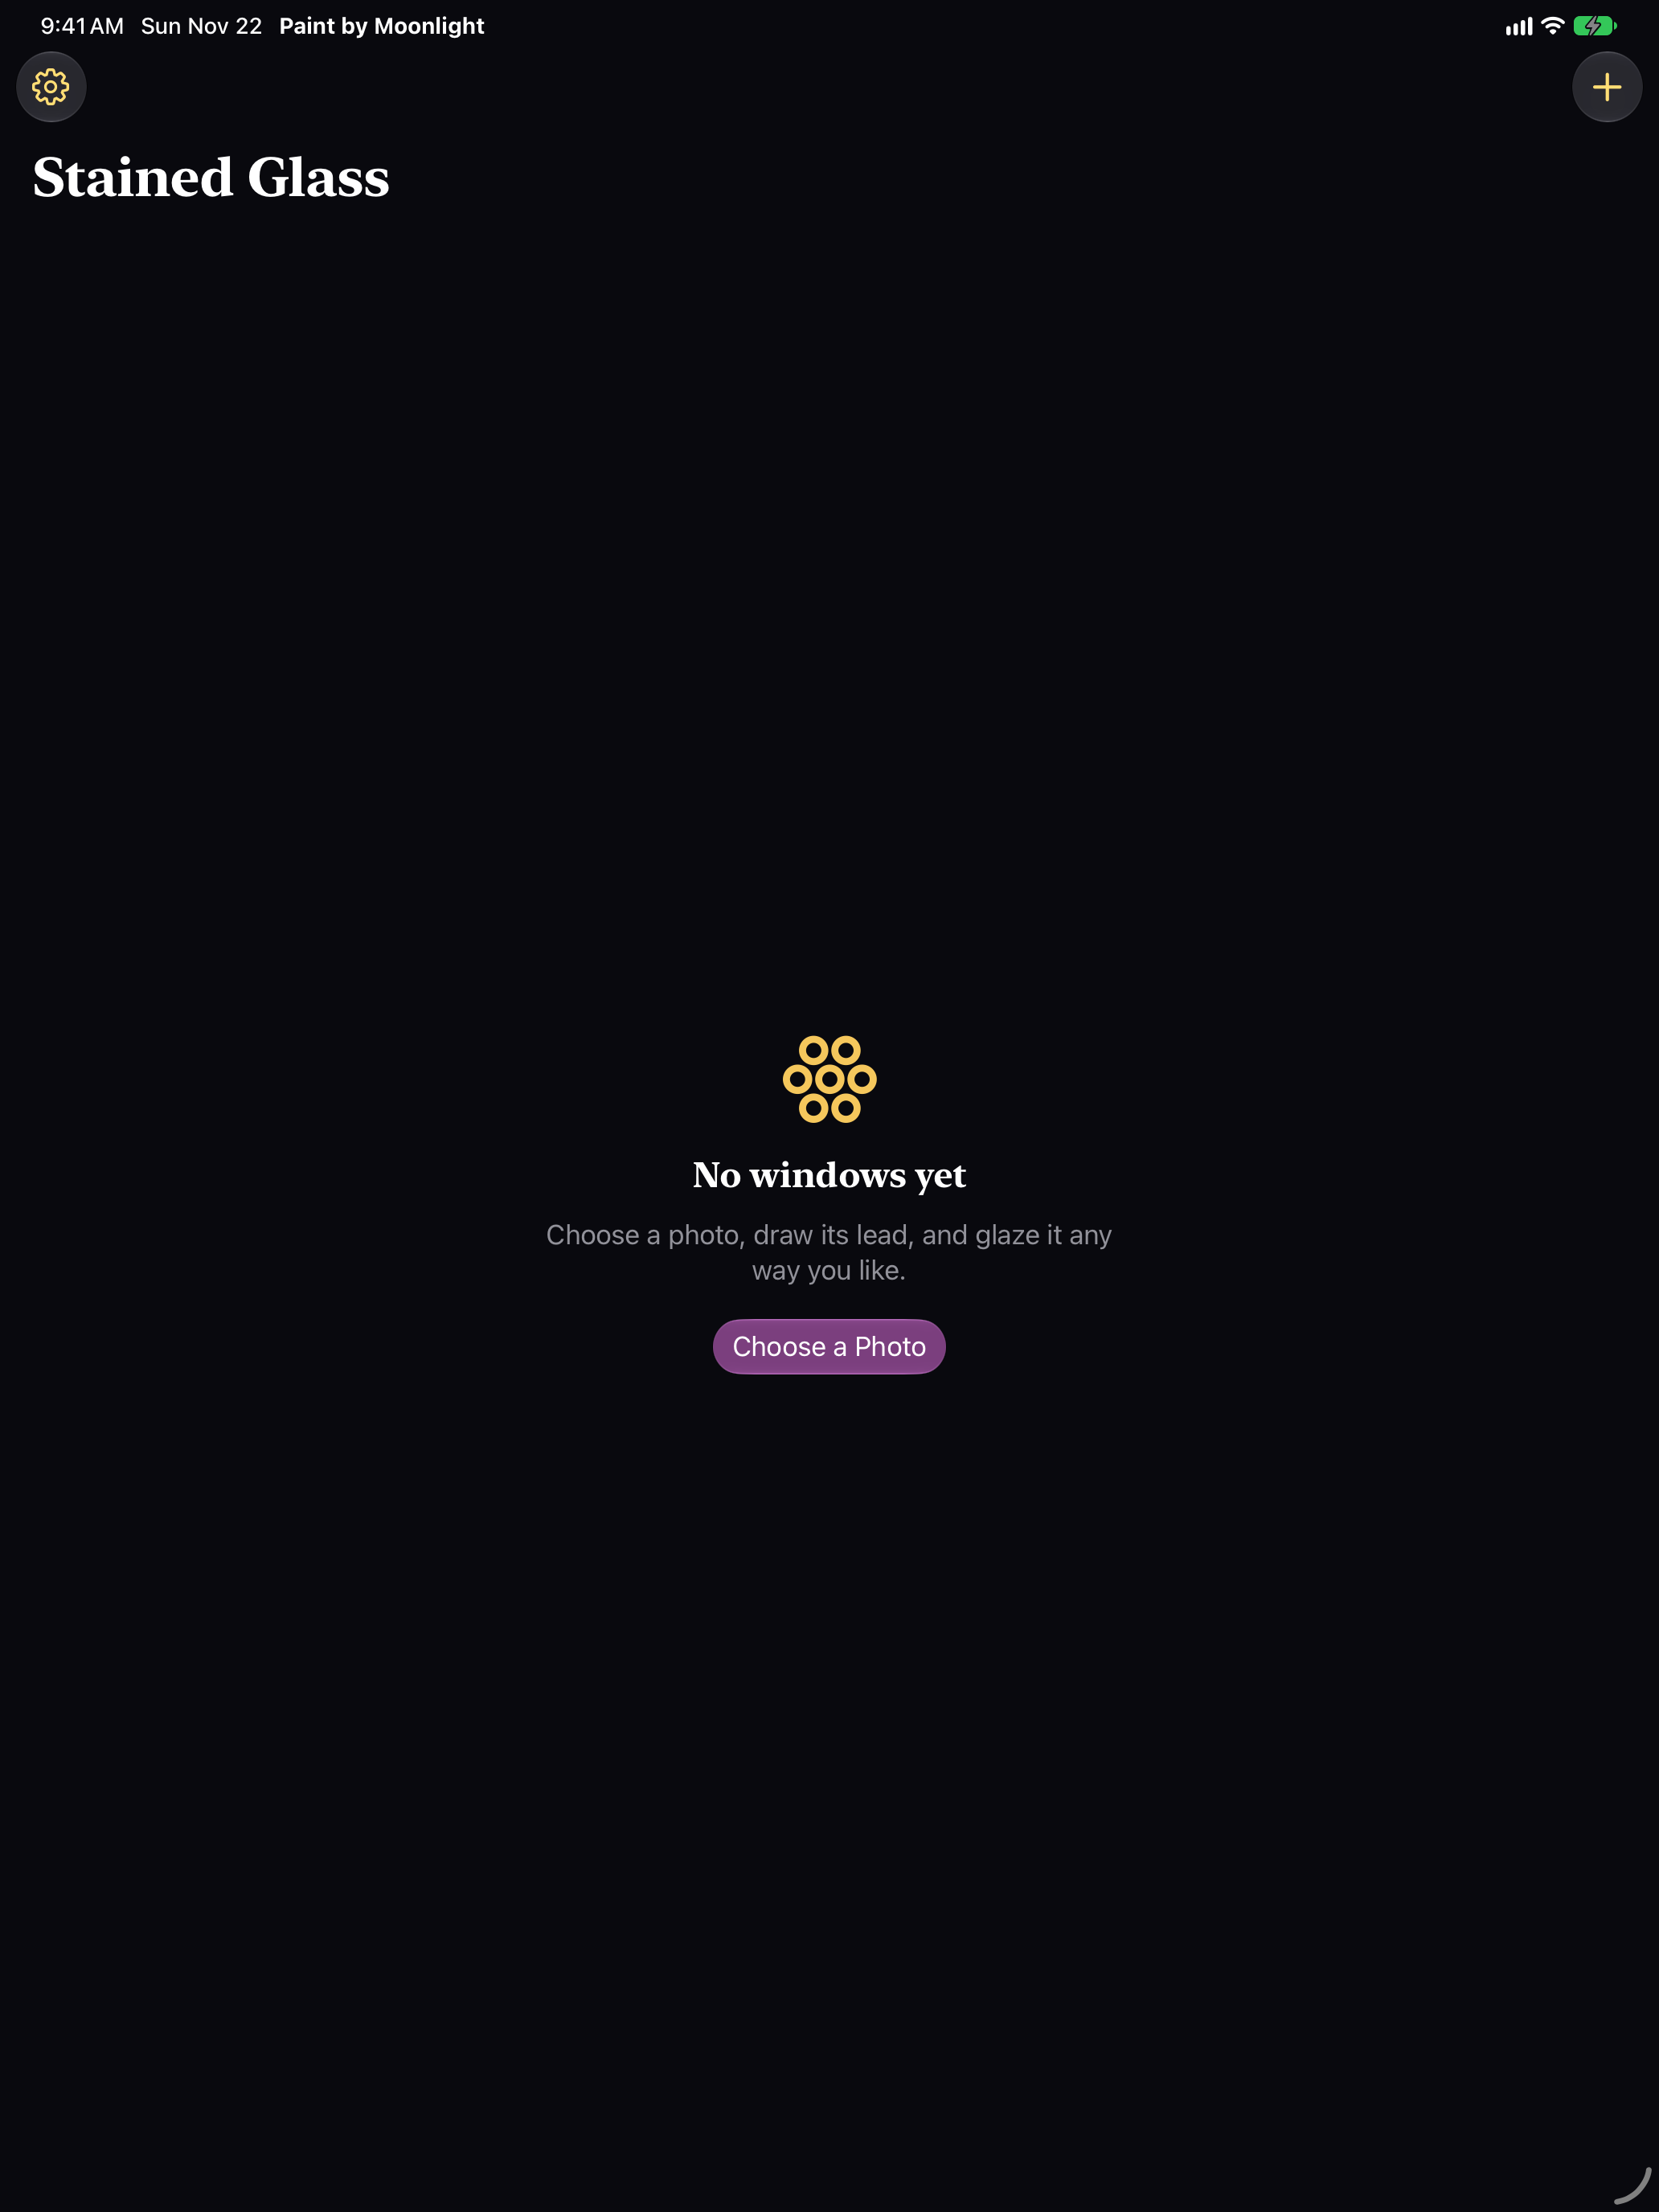 9:41 AM Sun Nov 22 Paint by Moonlight
Stained Glass
No windows yet
Choose a photo, draw its lead, and glaze it any
way you like.
Choose a Photo